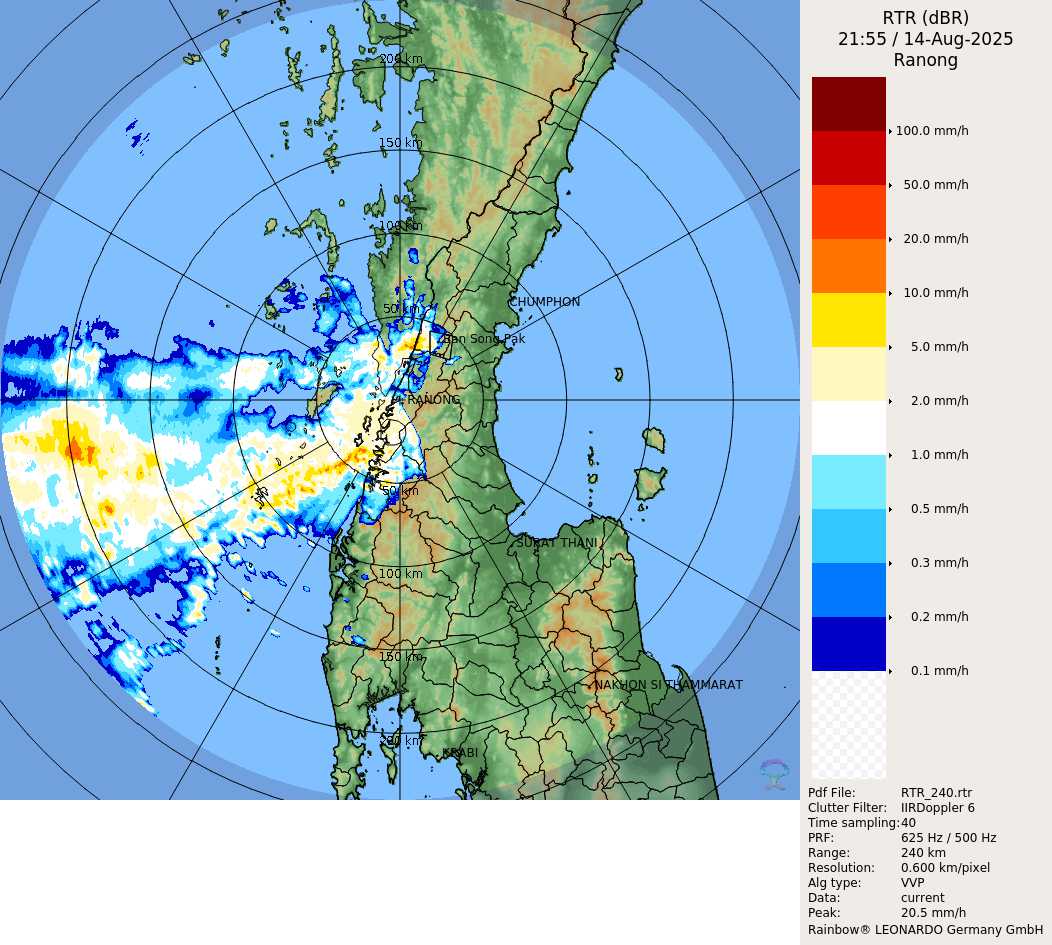 RTR (dBR)
21:55 / 14-Aug-2025
Ranong
200 km
150 km
100 km
50 km
CHUMPHON
Ban Song Pak
RANONG
50 km
SURAT THANI
100 km
150 km
NAKHON SI THAMMARAT
200 km
KRABI
100.0 mm/h
50.0 mm/h
20.0 mm/h
10.0 mm/h
5.0 mm/h
2.0 mm/h
1.0 mm/h
0.5 mm/h
0.3 mm/h
0.2 mm/h
0.1 mm/h
Pdf File: RTR_240.rtr
Clutter Filter: IIRDoppler 6
Time sampling:40
PRF: 625 Hz / 500 Hz
Range: 240 km
Resolution: 0.600 km/pixel
Alg type: VVP
Data: current
Peak: 20.5 mm/h
Rainbow® LEONARDO Germany GmbH